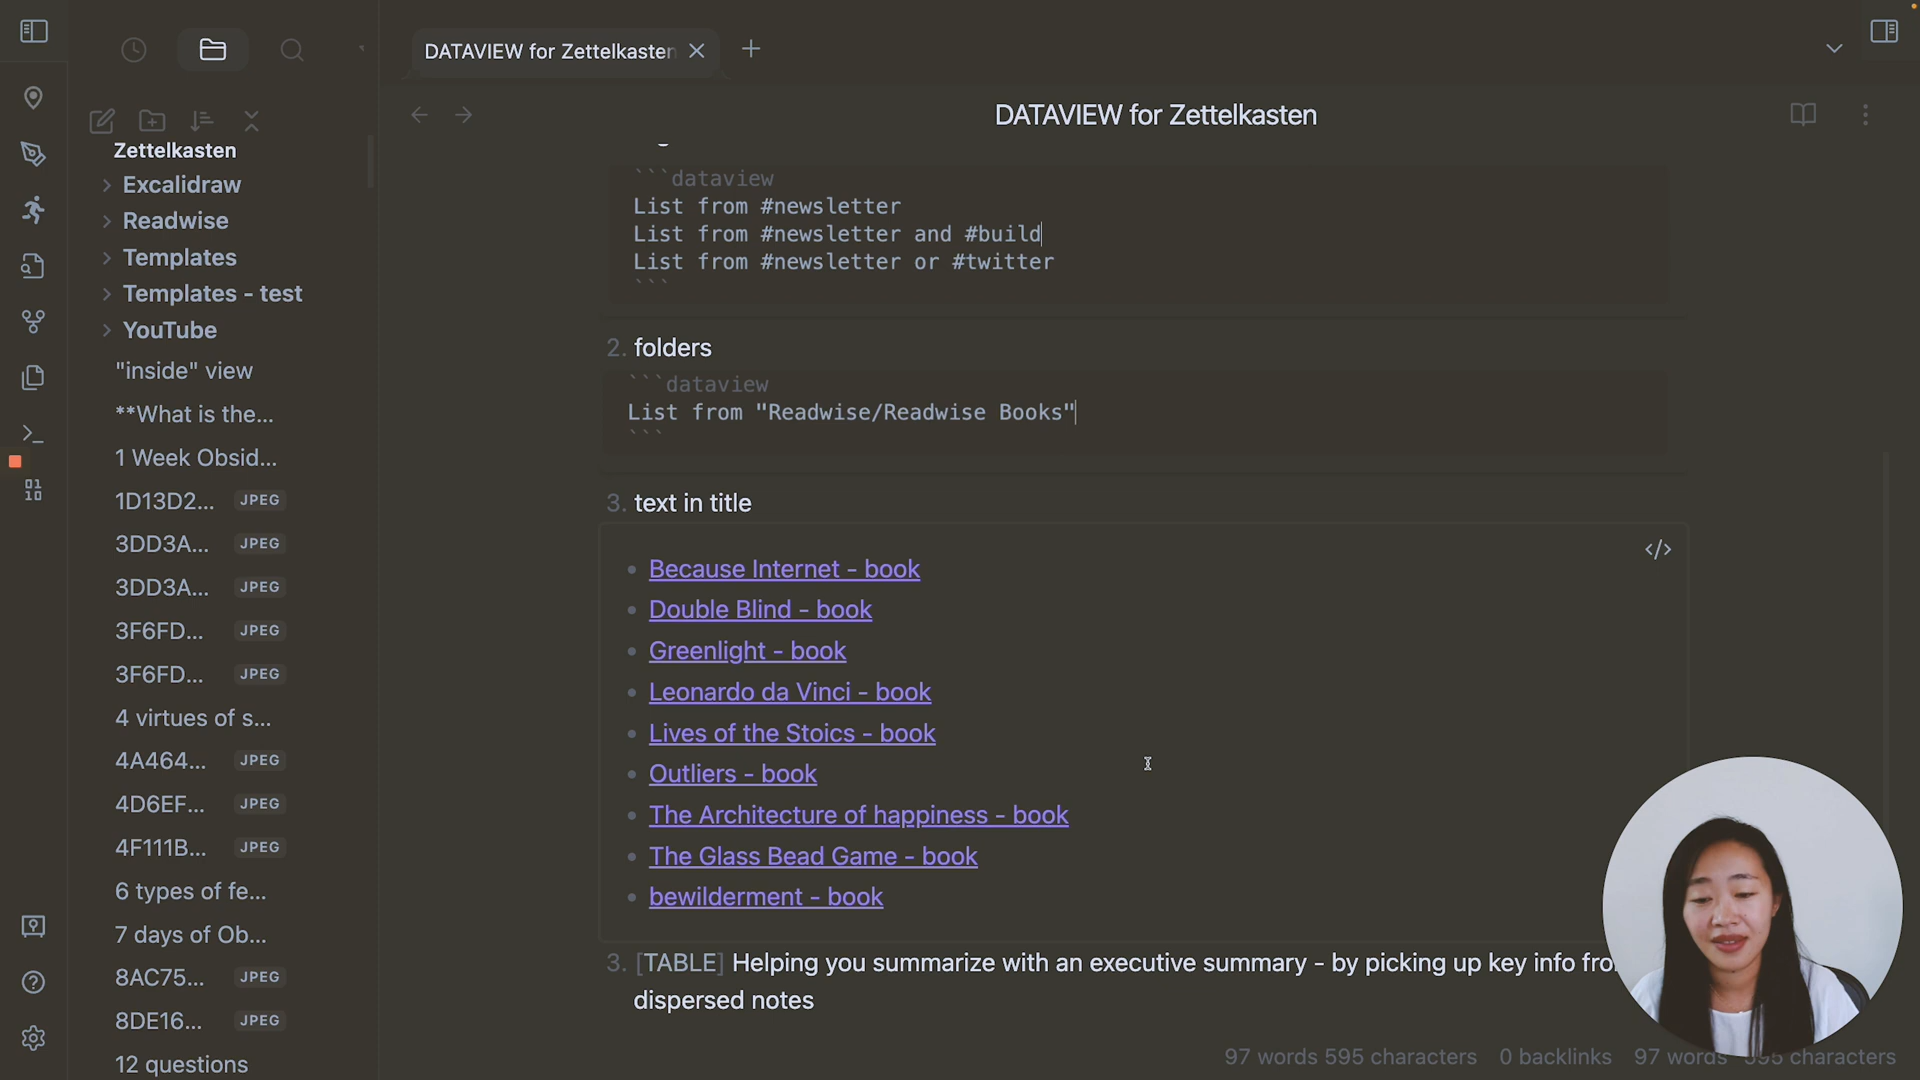 DATAVIEW for Zettelkasten
DATAVIEW for Zettelkasten
Zettelkasten
Excalidraw
Readwise
Templates
Templates - test
YouTube
"inside" view
**What is the...
1 Week Obsid...
1D13D2... JPEG
3DD3A... JPEG
3DD3A... JPEG
3F6FD... JPEG
3F6FD... JPEG
4 virtues of s...
4A464... JPEG
4D6EF... JPEG
4F111B... JPEG
6 types of fe...
7 days of Ob...
8AC75... JPEG
8DE16... JPEG
12 questions
```dataview
List from #newsletter
List from #newsletter and #build
List from #newsletter or #twitter
```
2. folders
```dataview
List from "Readwise/Readwise Books"
```
3. text in title
</>
Because Internet - book
Double Blind - book
Greenlight - book
Leonardo da Vinci - book
Lives of the Stoics - book
Outliers - book
The Architecture of happiness - book
The Glass Bead Game - book
bewilderment - book
3. [TABLE] Helping you summarize with an executive summary - by picking up key info
dispersed notes
97 words 595 characters 0 backlinks 97 words characters